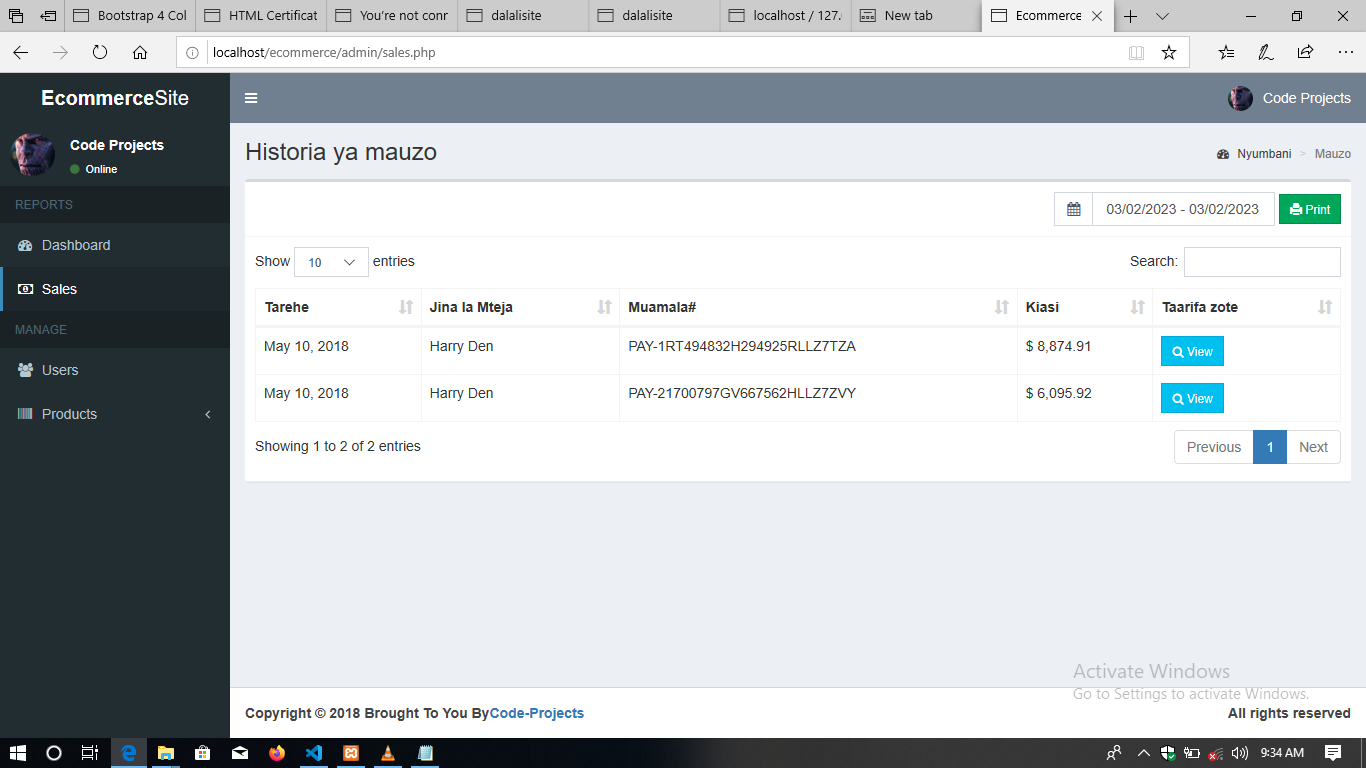 Bootstrap 4 Col
HTML Certificat
You're not conr
dalalisite
dalalisite
localhost / 127.
New tab
Ecommerce
localhost/ecommerce/admin/sales.php
EcommerceSite
Code Projects
Code Projects
Online
Historia ya mauzo
Nyumbani > Mauzo
REPORTS
03/02/2023 - 03/02/2023
Print
Dashboard
Show 10 entries
Search:
Sales
Tarehe
Jina la Mteja
Muamala#
Kiasi
Taarifa zote
MANAGE
May 10, 2018
Harry Den
PAY-1RT494832H294925RLLZ7TZA
$ 8,874.91
View
Users
May 10, 2018
Harry Den
PAY-21700797GV667562HLLZ7ZVY
$ 6,095.92
View
Products
Showing 1 to 2 of 2 entries
Previous 1 Next
Activate Windows
Go to Settings to activate Windows.
Copyright © 2018 Brought To You ByCode-Projects
All rights reserved
9:34 AM